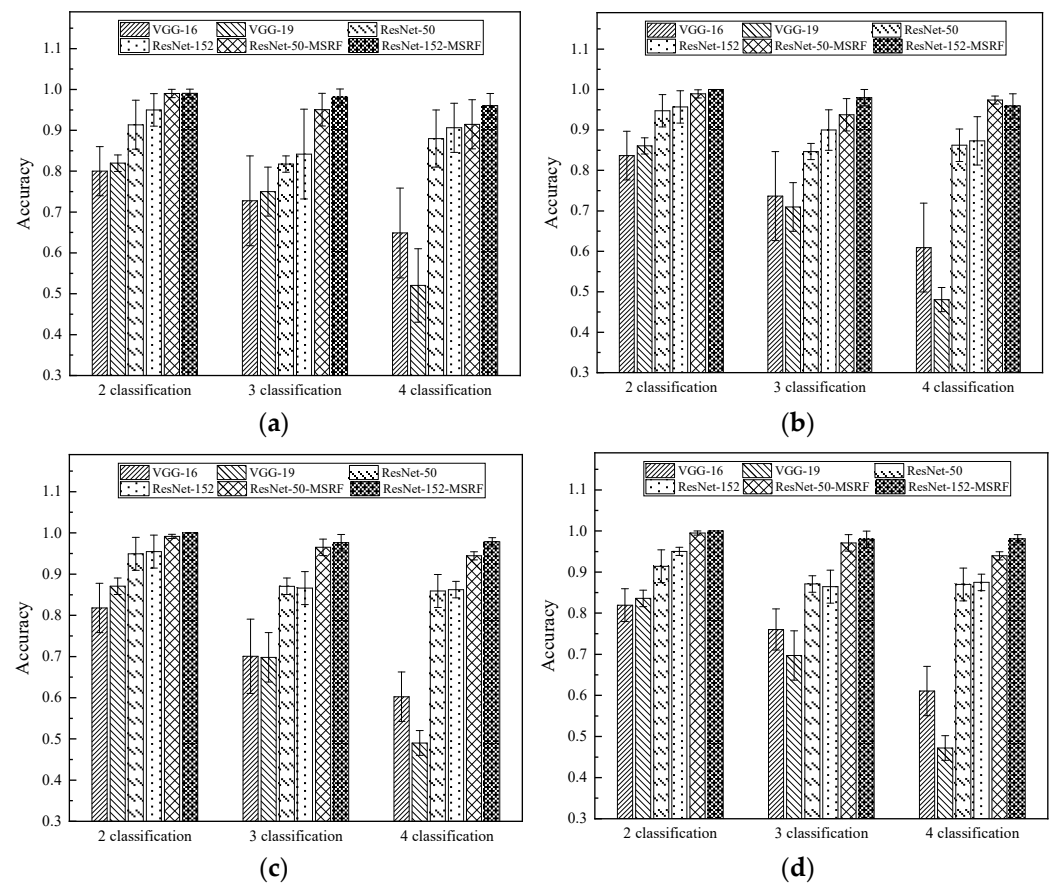 VGG-16 VGG-19 ResNet-50
ResNet-152 ResNet-50-MSRF ResNet-152-MSRF
1.1
1.0
0.9
0.8
0.7
0.6
0.5
0.4
0.3
Accuracy
2 classification 3 classification 4 classification
(a)
VGG-16 VGG-19 ResNet-50
ResNet-152 ResNet-50-MSRF ResNet-152-MSRF
1.1
1.0
0.9
0.8
0.7
0.6
0.5
0.4
0.3
Accuracy
2 classification 3 classification 4 classification
(b)
VGG-16 VGG-19 ResNet-50
ResNet-152 ResNet-50-MSRF ResNet-152-MSRF
1.1
1.0
0.9
0.8
0.7
0.6
0.5
0.4
0.3
Accuracy
2 classification 3 classification 4 classification
(c)
VGG-16 VGG-19 ResNet-50
ResNet-152 ResNet-50-MSRF ResNet-152-MSRF
1.1
1.0
0.9
0.8
0.7
0.6
0.5
0.4
0.3
Accuracy
2 classification 3 classification 4 classification
(d)